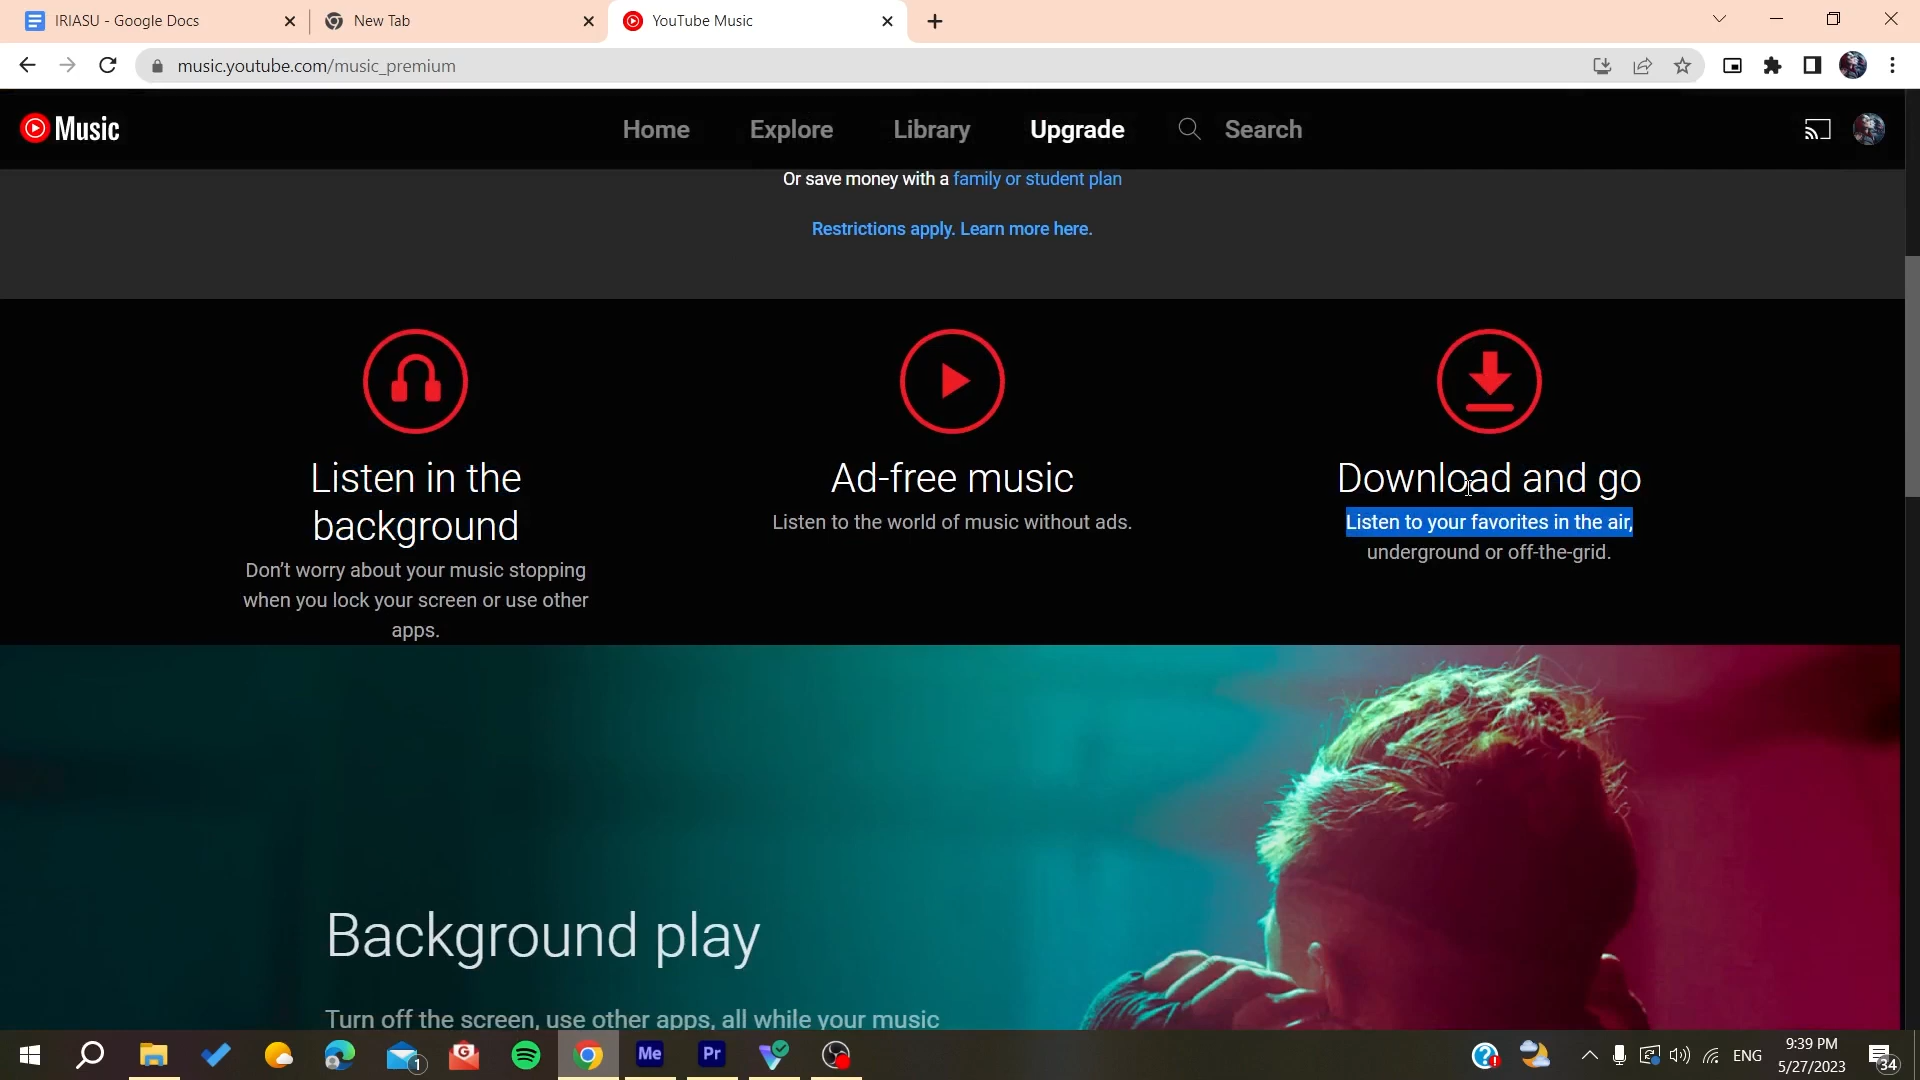 IRIASU - Google Docs
New Tab
YouTube Music
music.youtube.com/music_premium
Music
Home
Explore
Library
Upgrade
Search
Or save money with a family or student plan
Restrictions apply. Learn more here.
Listen in the
background
Don’t worry about your music stopping
when you lock your screen or use other
apps.
Ad-free music
Listen to the world of music without ads.
Download and go
Listen to your favorites in the air,
underground or off-the-grid.
Background play
Turn off the screen, use other apps, all while your music
1
G
Me
Pr
ENG
9:39 PM
5/27/2023
34